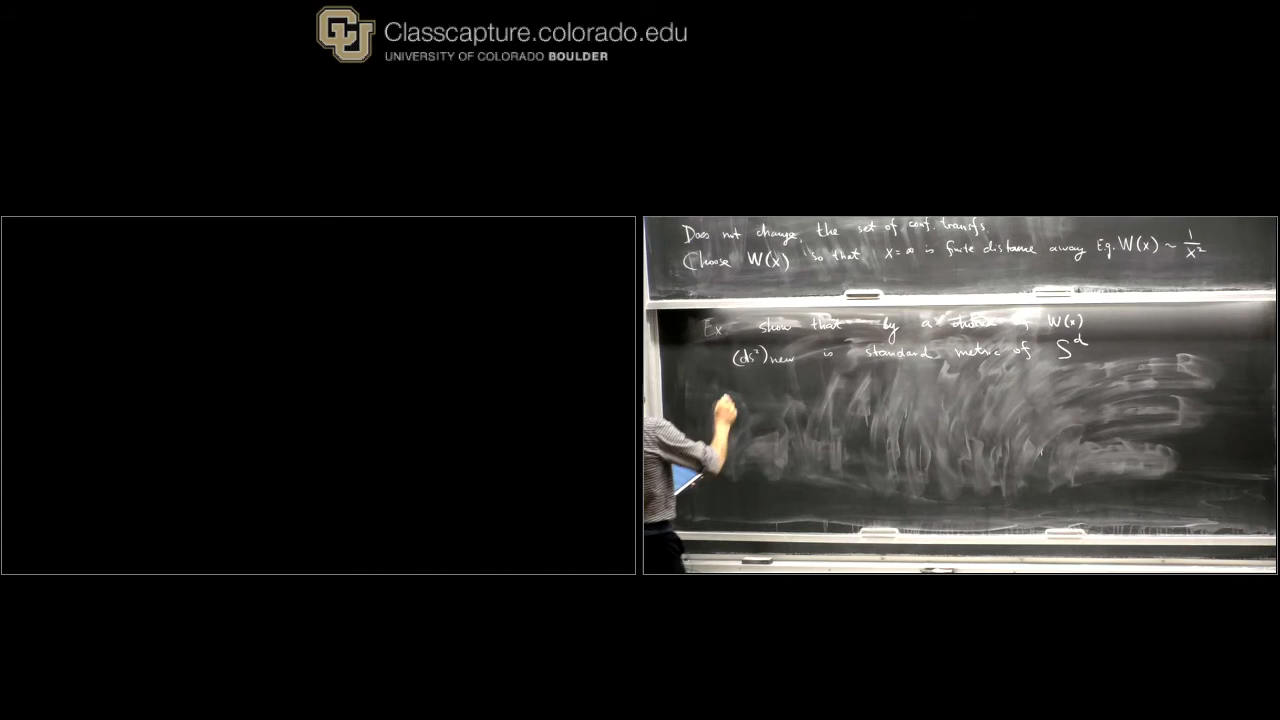 Classcapture.colorado.edu
UNIVERSITY OF COLORADO BOULDER
Does not change the set of conf. transfs
Choose W(x) so that x=∞ is finite distance away E.g. W(x) ~ 1/x²
Ex. show that by a choice of W(x)
(ds²)new is standard metric of S^d